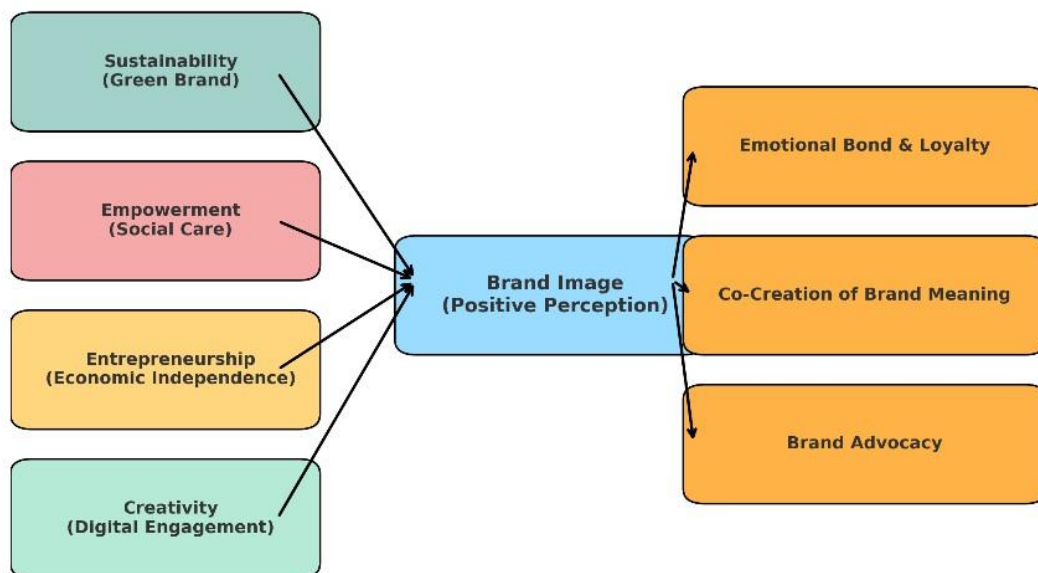 Sustainability
(Green Brand)
Empowerment
(Social Care)
Entrepreneurship
(Economic Independence)
Creativity
(Digital Engagement)
Brand Image
(Positive Perception)
Emotional Bond & Loyalty
Co-Creation of Brand Meaning
Brand Advocacy